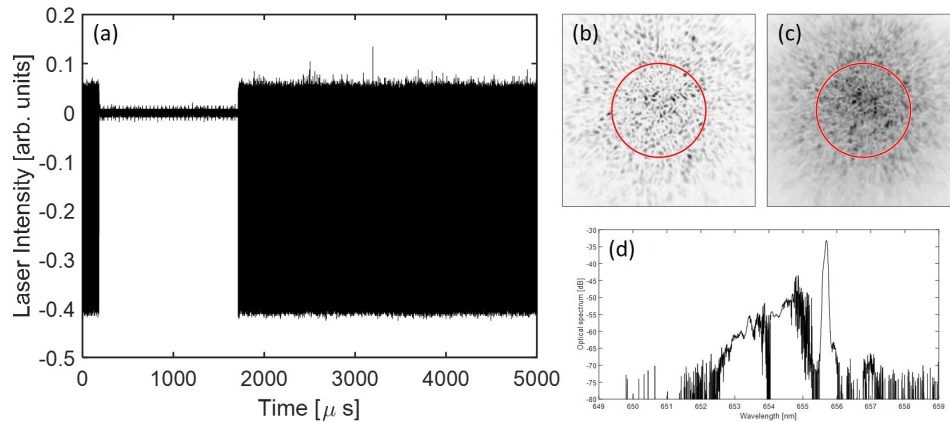 (a)
0.2
0.1
0
-0.1
-0.2
-0.3
-0.4
-0.5
Laser Intensity [arb. units]
0 1000 2000 3000 4000 5000
Time [μ s]
(b)
(c)
(d)
-30
-35
-40
-45
-50
-55
-60
-65
-70
-75
-80
Optical spectrum [dB]
649 650 651 652 653 654 655 656 657 658 659
Wavelength [nm]